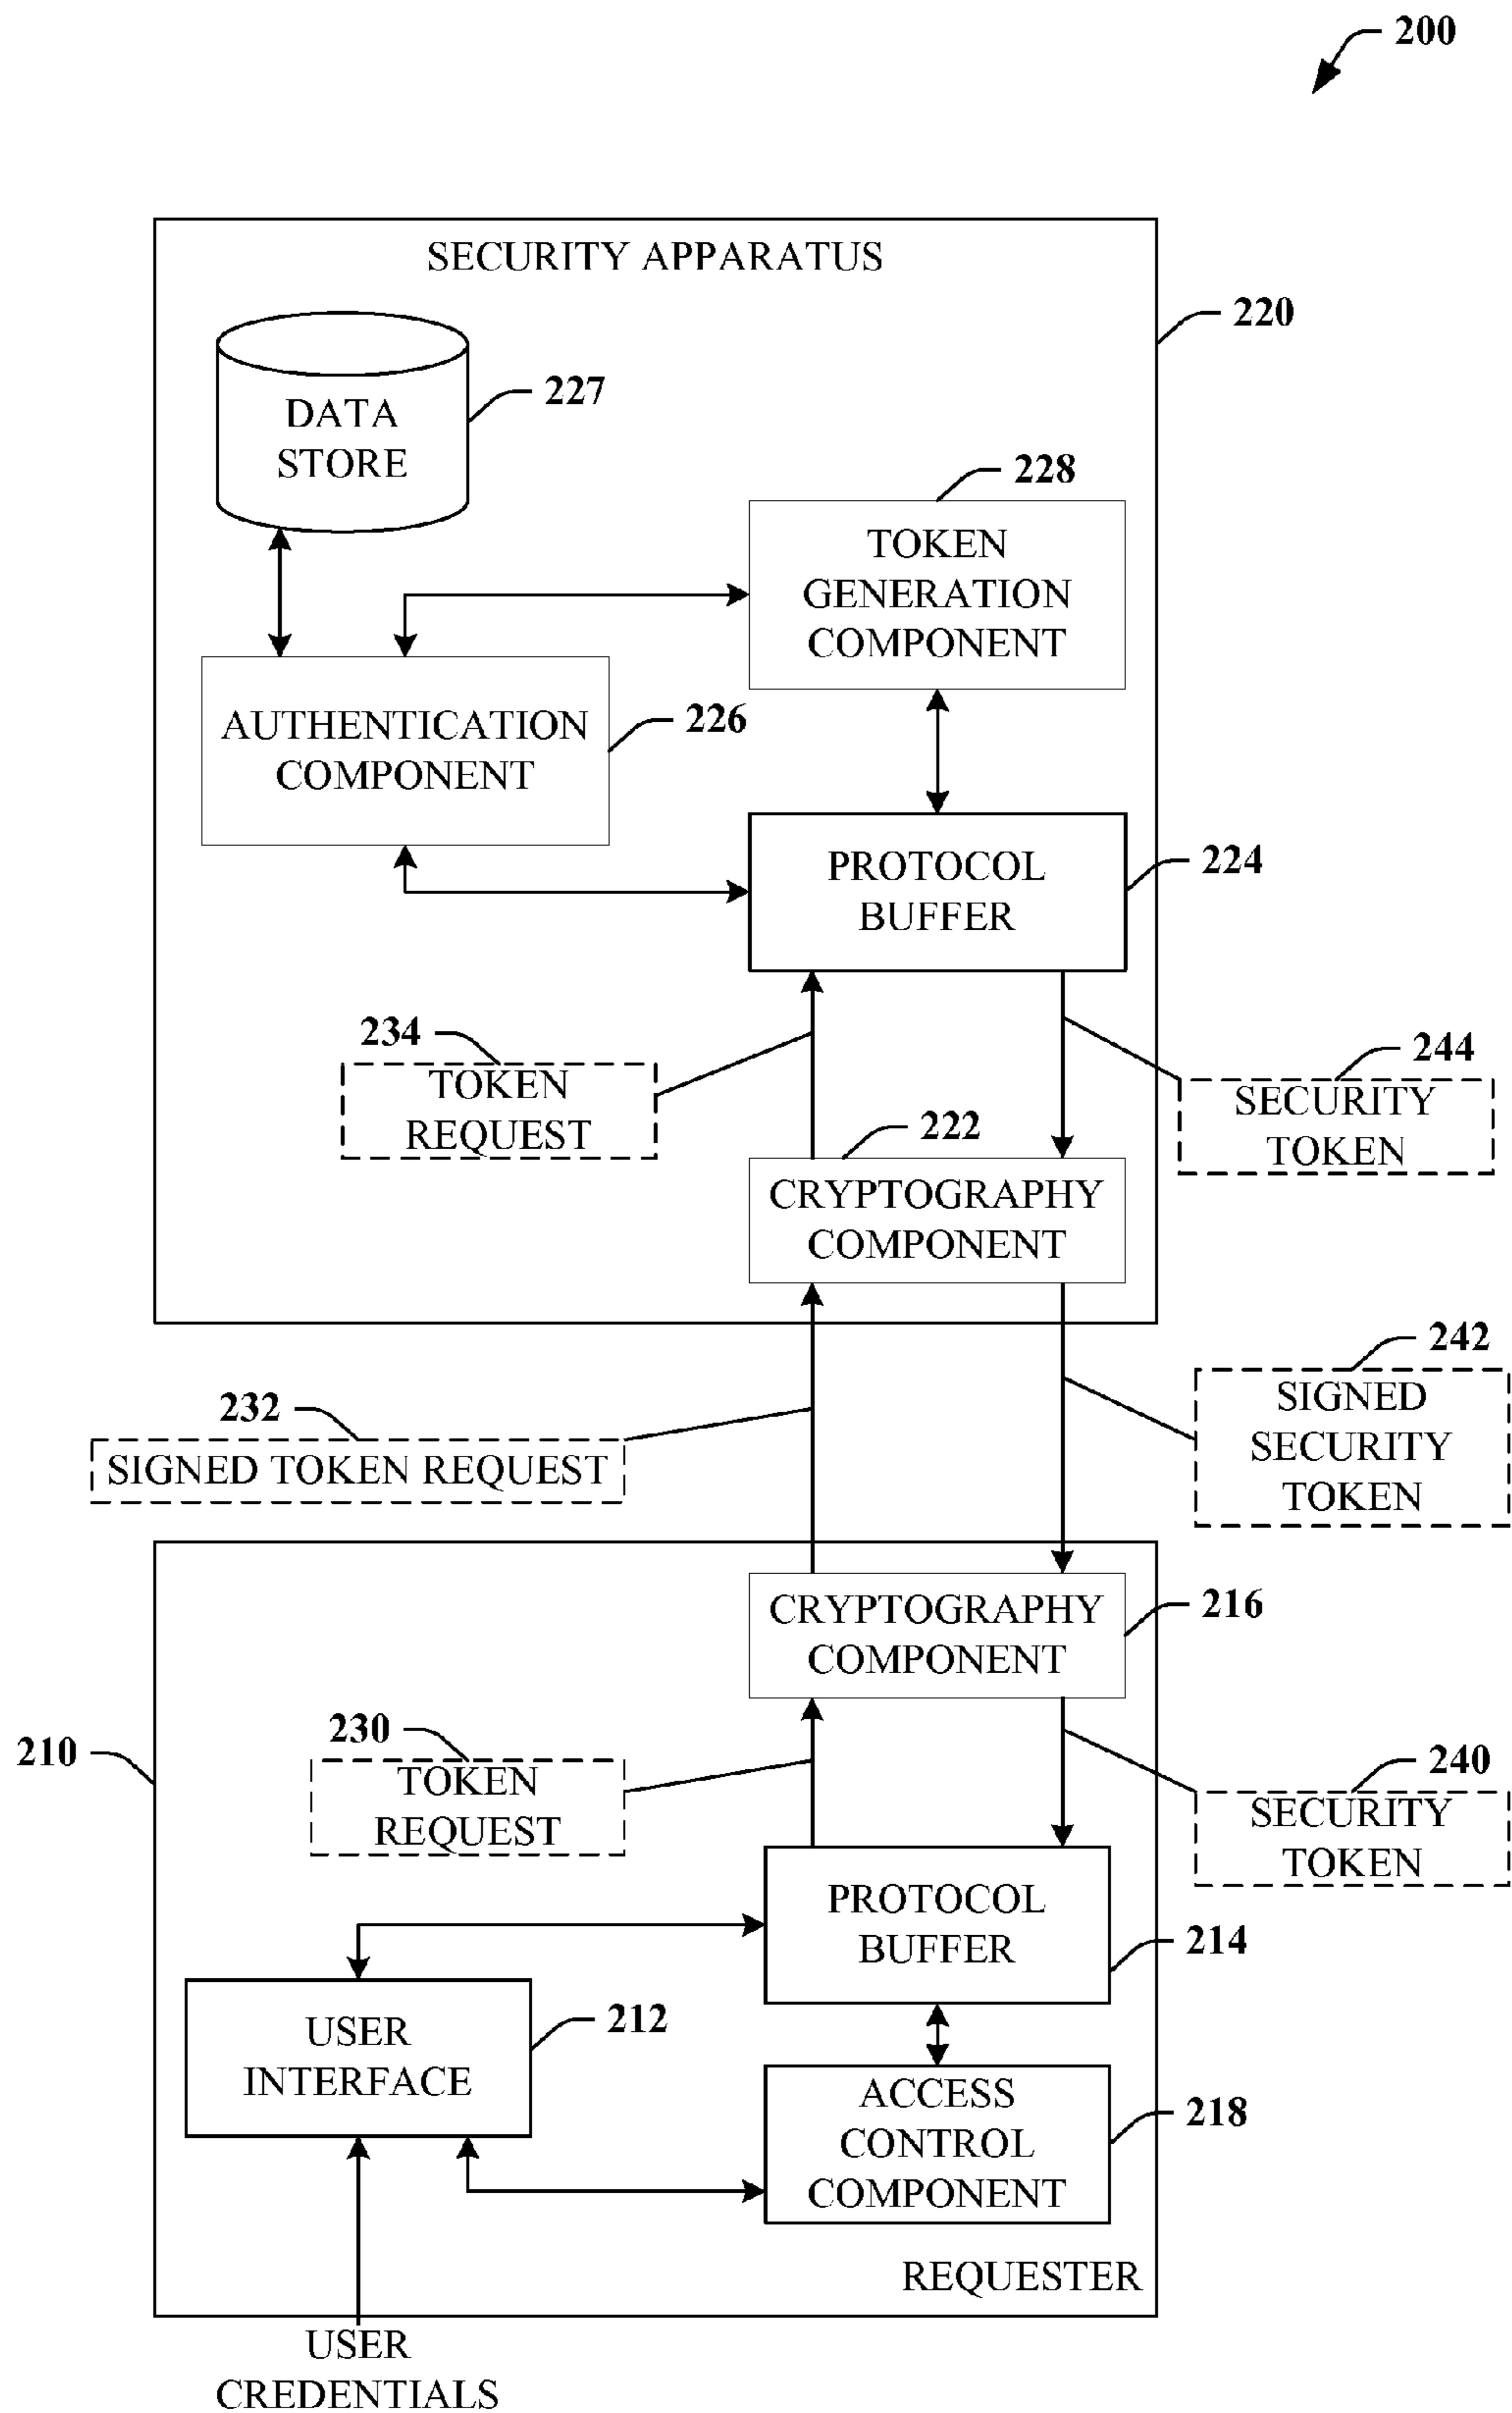 200
SECURITY APPARATUS
220
DATA
STORE
227
228
TOKEN
GENERATION
COMPONENT
AUTHENTICATION
COMPONENT
226
PROTOCOL
BUFFER
224
234
TOKEN
REQUEST
244
SECURITY
TOKEN
222
CRYPTOGRAPHY
COMPONENT
242
SIGNED
SECURITY
TOKEN
232
SIGNED TOKEN REQUEST
CRYPTOGRAPHY
COMPONENT
216
210
230
TOKEN
REQUEST
240
SECURITY
TOKEN
PROTOCOL
BUFFER
214
USER
INTERFACE
212
ACCESS
CONTROL
COMPONENT
218
REQUESTER
USER
CREDENTIALS